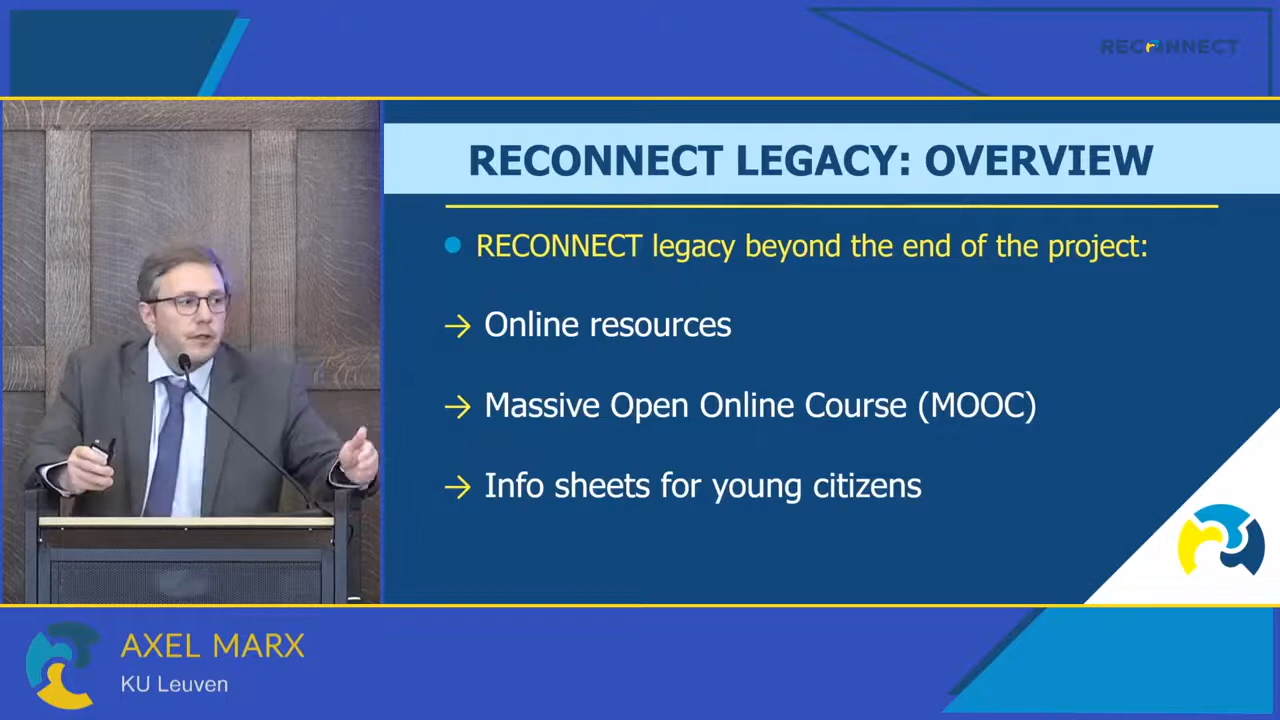 RECONNECT
RECONNECT LEGACY: OVERVIEW
RECONNECT legacy beyond the end of the project:
→ Online resources
→ Massive Open Online Course (MOOC)
→ Info sheets for young citizens
AXEL MARX
KU Leuven